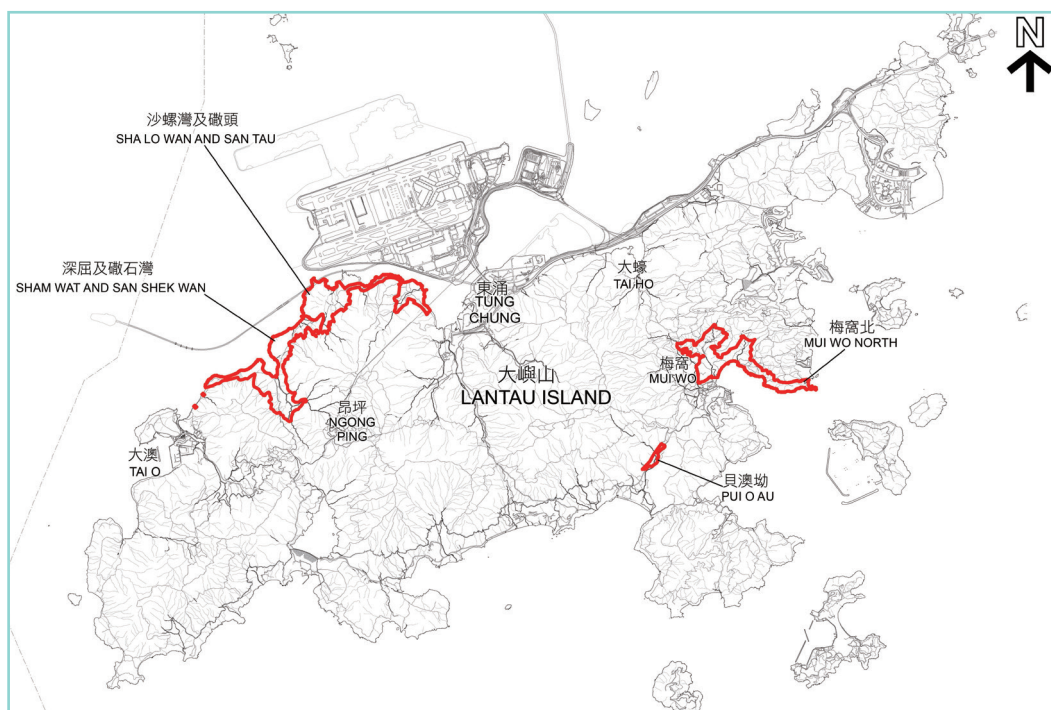 N
沙螺灣及䃟頭
SHA LO WAN AND SAN TAU
深屈及䃟石灣
SHAM WAT AND SAN SHEK WAN
東涌
TUNG
CHUNG
大蠔
TAI HO
梅窩北
MUI WO NORTH
梅窩
MUI WO
大嶼山
LANTAU ISLAND
昂坪
NGONG
PING
大澳
TAI O
貝澳坳
PUI O AU